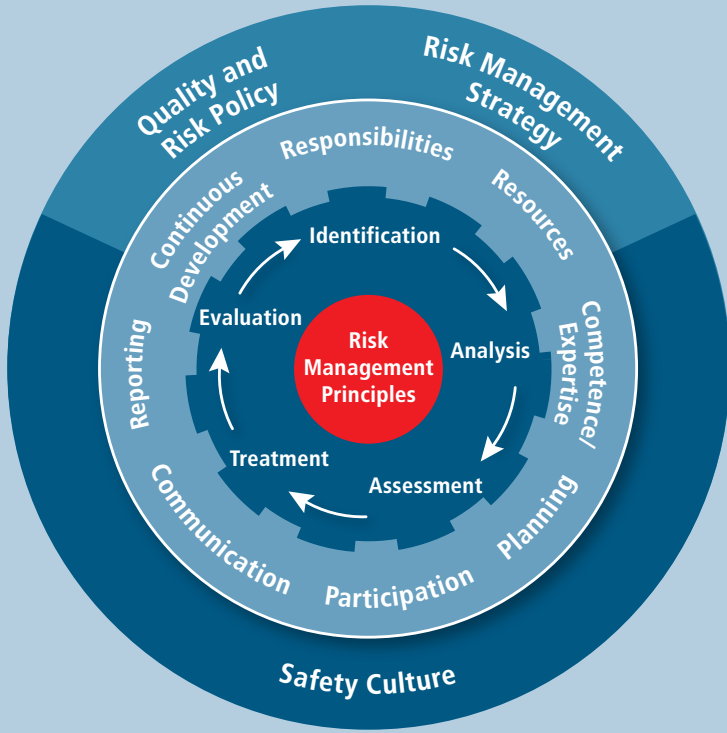 Quality and
Risk Policy
Risk Management
Strategy
Responsibilities
Resources
Competence/
Expertise
Planning
Participation
Communication
Reporting
Continuous
Development
Identification
Analysis
Assessment
Treatment
Evaluation
Risk
Management
Principles
Safety Culture